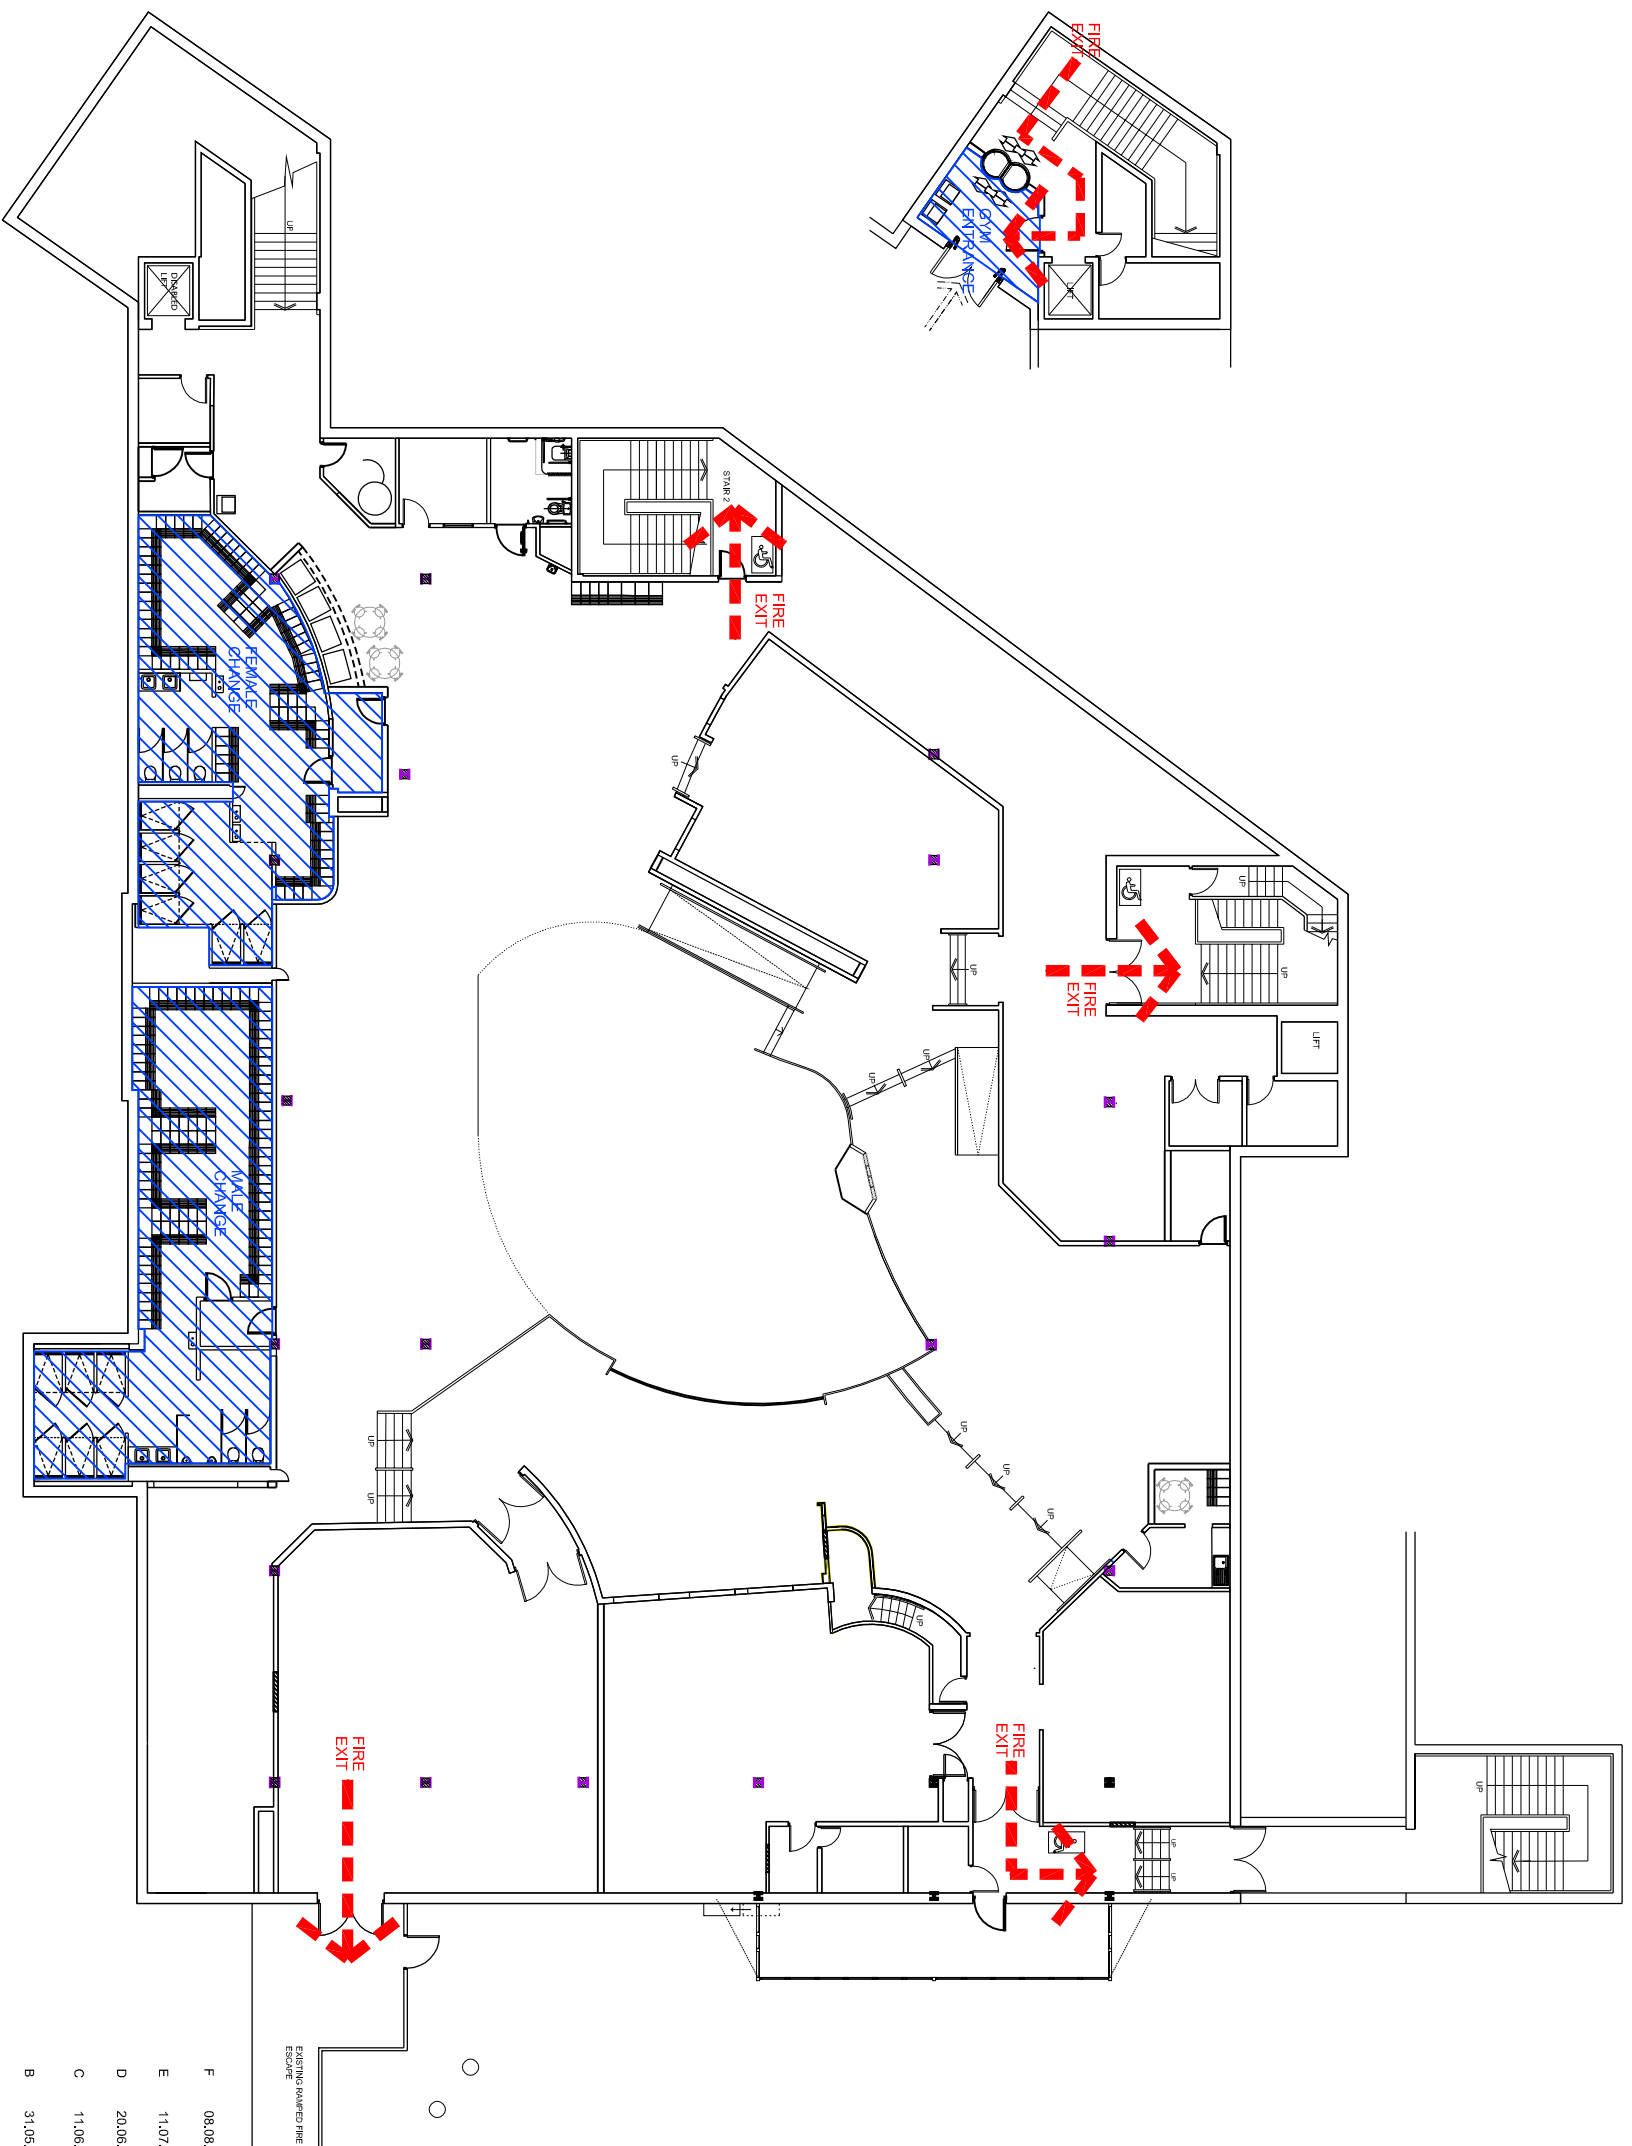 FIRE
EXIT
GYM
ENTRANCE
LIFT
UP
DISABLED
LIFT
STAIR 2
FIRE
EXIT
FEMALE
CHANGE
UP
UP
UP
UP
FIRE
EXIT
LIFT
UP
UP
UP
MALE
CHANGE
UP
UP
UP
UP
UP
UP
FIRE
EXIT
FIRE
EXIT
UP
UP
UP
EXISTING RAMPED FIRE
ESCAPE
F 08.08.
E 11.07.
D 20.06.
C 11.06.
B 31.05.